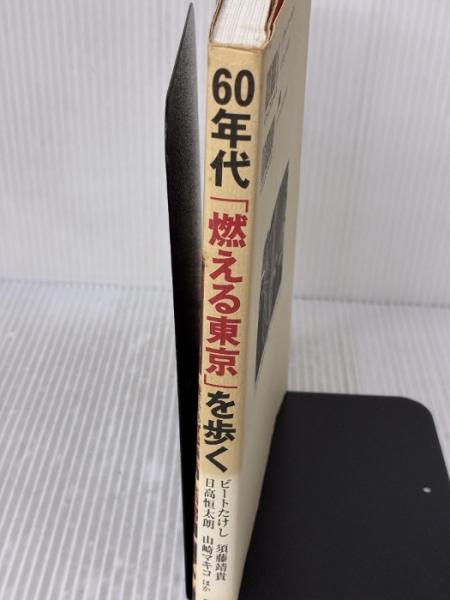 60年代「燃える東京」を歩く
ビートたけし 須藤靖貴
日高恒太朗 山崎マキコ ほか